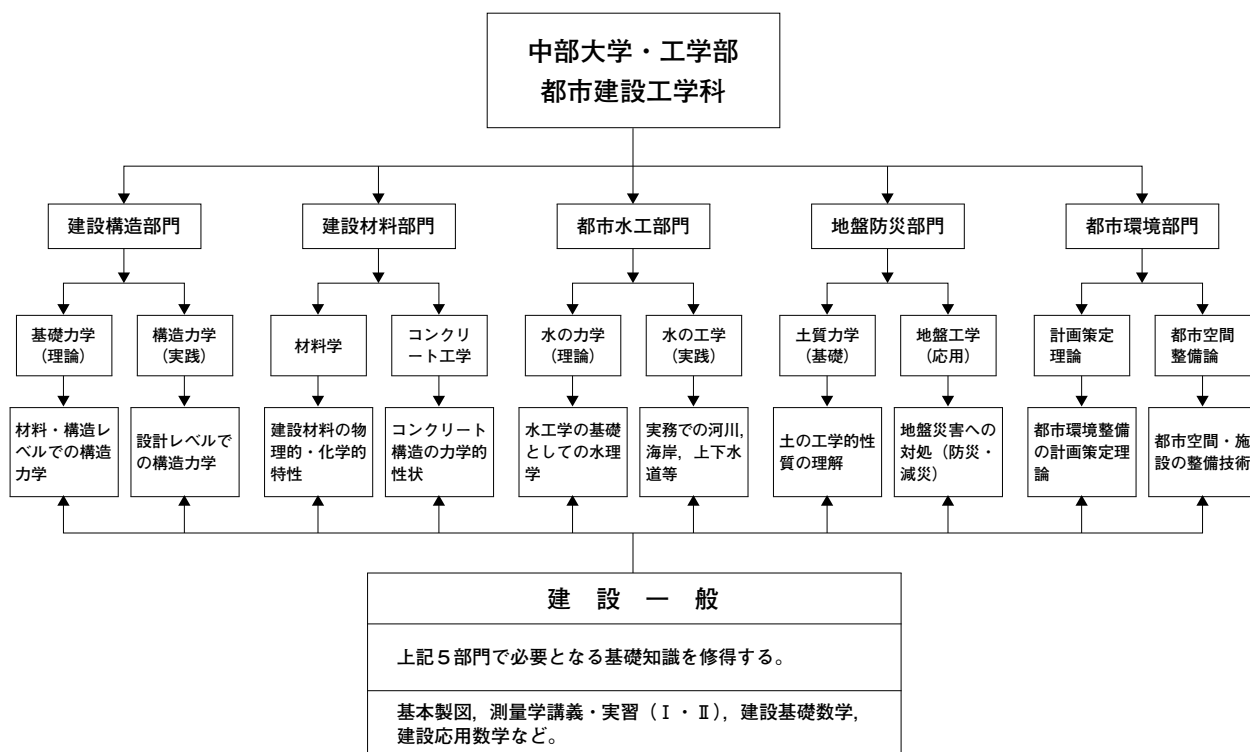 中部大学・工学部
都市建設工学科
建設構造部門
建設材料部門
都市水工部門
地盤防災部門
都市環境部門
基礎力学
（理論）
構造力学
（実践）
材料学
コンクリ
ート工学
水の力学
（理論）
水の工学
（実践）
土質力学
（基礎）
地盤工学
（応用）
計画策定
理論
都市空間
整備論
材料・構造レ
ベルでの構造
力学
設計レベルで
の構造力学
建設材料の物
理的・化学的
特性
コンクリート
構造の力学的
性状
水工学の基礎
としての水理
学
実務での河川，
海岸，上下水
道等
土の工学的性
質の理解
地盤災害への
対処（防災・
減災）
都市環境整備
の計画策定理
論
都市空間・施
設の整備技術
建 設 一 般
上記５部門で必要となる基礎知識を修得する。
基本製図，測量学講義・実習（Ⅰ・Ⅱ），建設基礎数学，
建設応用数学など。